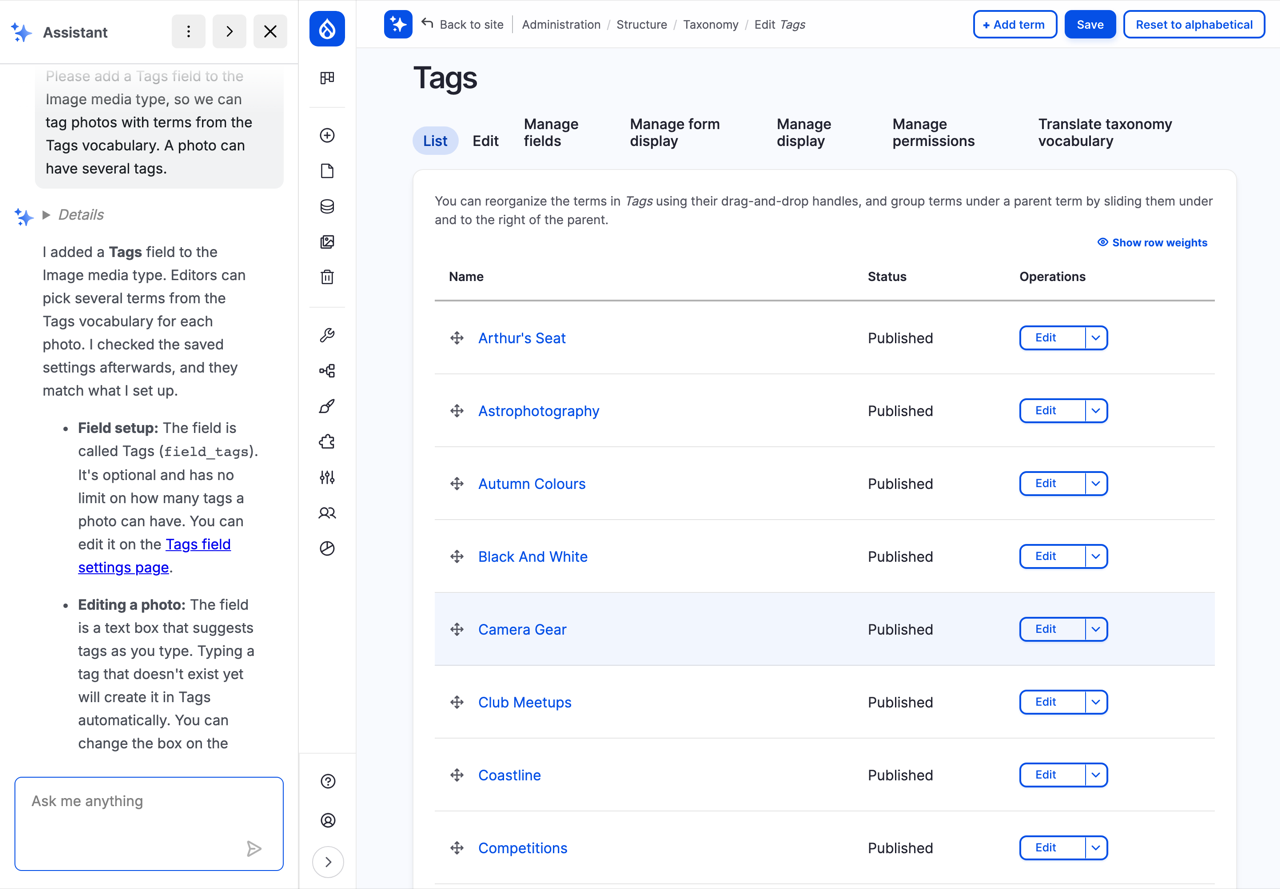 Assistant
Please add a Tags field to the
Image media type, so we can
tag photos with terms from the
Tags vocabulary. A photo can
have several tags.
Details
I added a Tags field to the
Image media type. Editors can
pick several terms from the
Tags vocabulary for each
photo. I checked the saved
settings afterwards, and they
match what I set up.
• Field setup: The field is
called Tags (field_tags).
It's optional and has no
limit on how many tags a
photo can have. You can
edit it on the Tags field
settings page.
• Editing a photo: The field
is a text box that suggests
tags as you type. Typing a
tag that doesn't exist yet
will create it in Tags
automatically. You can
change the box on the
Ask me anything
Back to site Administration / Structure / Taxonomy / Edit Tags
+ Add term Save Reset to alphabetical
Tags
List Edit Manage fields Manage form display Manage display Manage permissions Translate taxonomy vocabulary
You can reorganize the terms in Tags using their drag-and-drop handles, and group terms under a parent term by sliding them under
and to the right of the parent.
Show row weights
Name Status Operations
Arthur's Seat Published Edit
Astrophotography Published Edit
Autumn Colours Published Edit
Black And White Published Edit
Camera Gear Published Edit
Club Meetups Published Edit
Coastline Published Edit
Competitions Published Edit